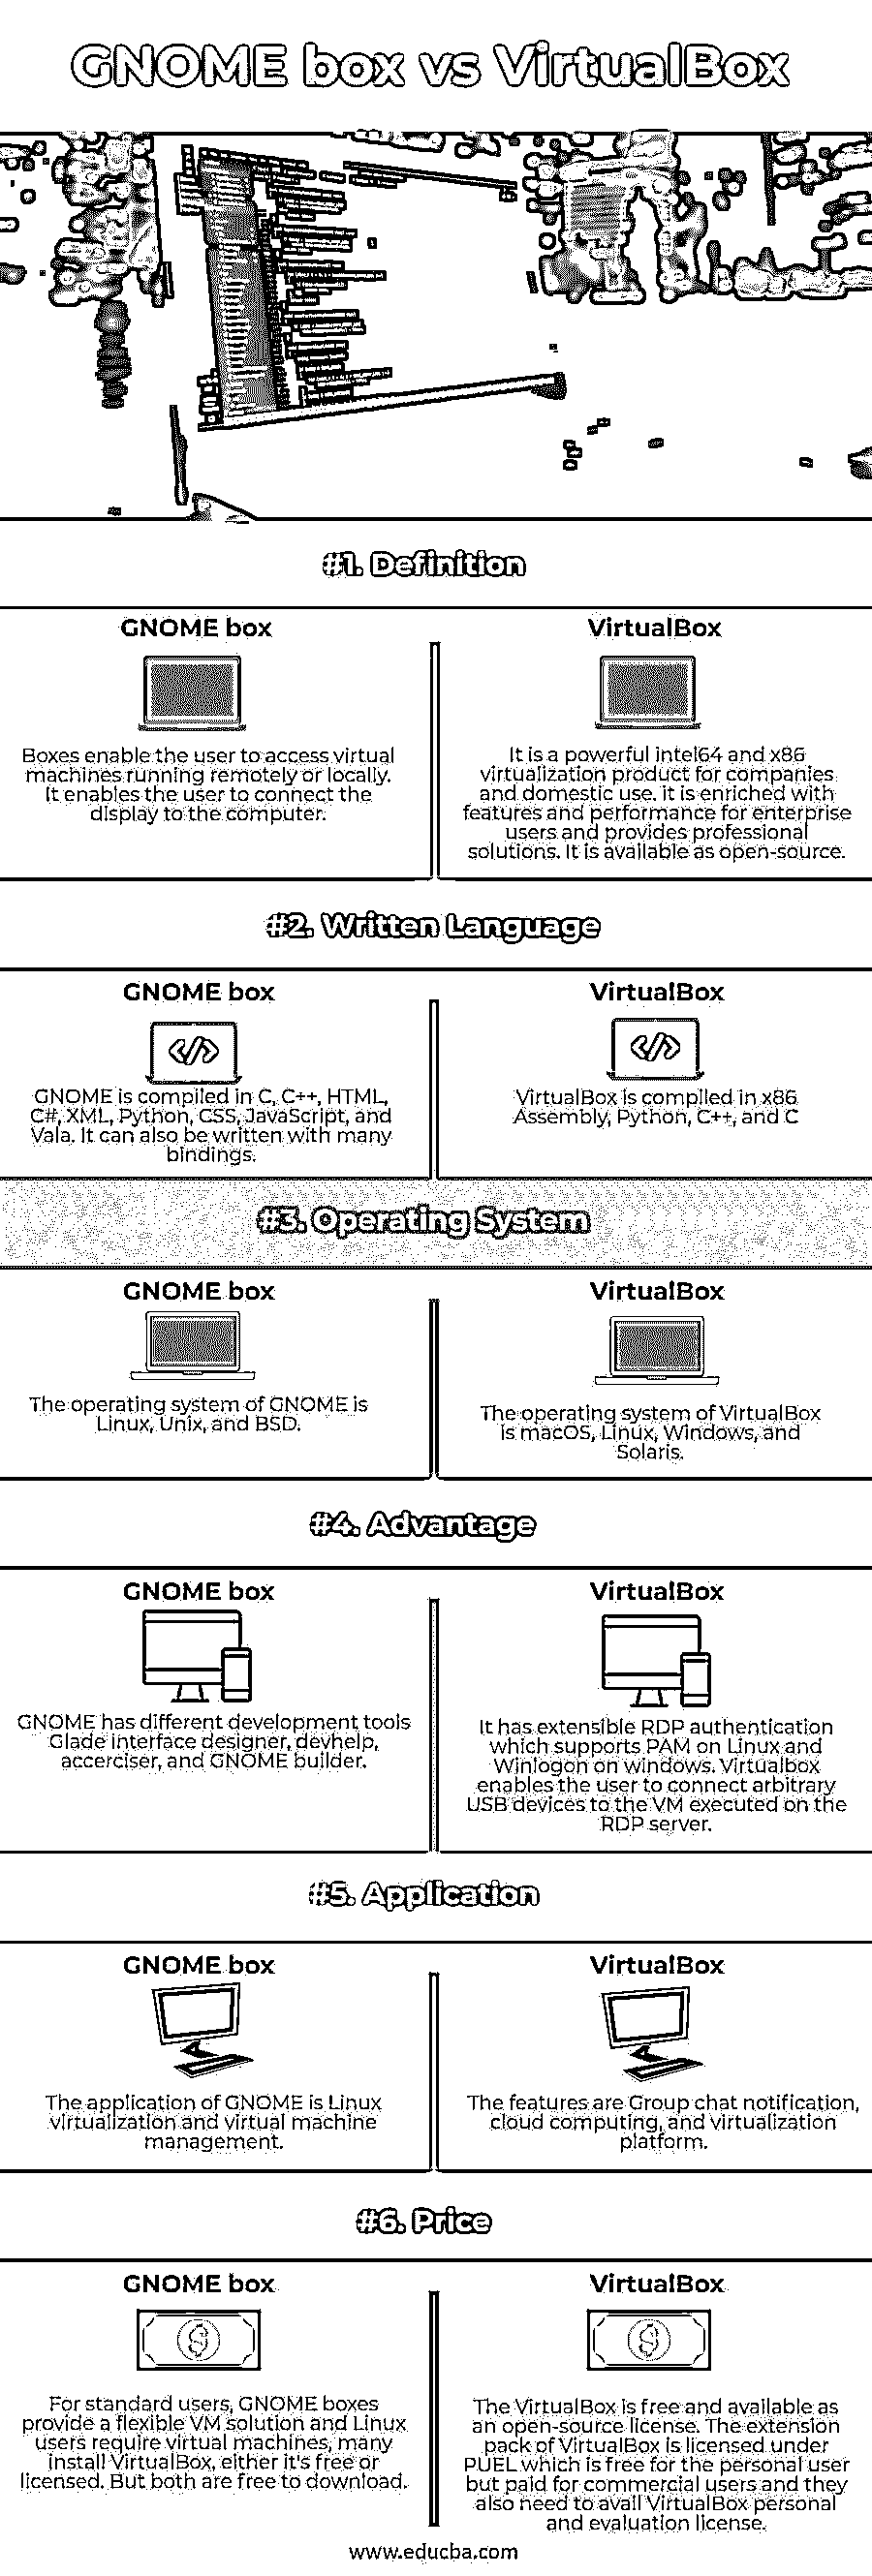 GNOME box vs VirtualBox
#1. Definition
GNOME box
Boxes enable the user to access virtual
machines running remotely or locally.
It enables the user to connect the
display to the computer.
VirtualBox
It is a powerful intel64 and x86
virtualization product for companies
and domestic use. it is enriched with
features and performance for enterprise
users and provides professional
solutions. It is available as open-source.
#2. Written Language
GNOME box
GNOME is compiled in C, C++, HTML,
C#, XML, Python, CSS, JavaScript, and
Vala. It can also be written with many
bindings.
VirtualBox
VirtualBox is compiled in x86
Assembly, Python, C++, and C
#3. Operating System
GNOME box
The operating system of GNOME is
Linux, Unix, and BSD.
VirtualBox
The operating system of VirtualBox
is macOS, Linux, Windows, and
Solaris.
#4. Advantage
GNOME box
GNOME has different development tools
Glade interface designer, devhelp,
accerciser, and GNOME builder.
VirtualBox
It has extensible RDP authentication
which supports PAM on Linux and
Winlogon on windows. Virtualbox
enables the user to connect arbitrary
USB devices to the VM executed on the
RDP server.
#5. Application
GNOME box
The application of GNOME is Linux
virtualization and virtual machine
management.
VirtualBox
The features are Group chat notification,
cloud computing, and virtualization
platform.
#6. Price
GNOME box
For standard users, GNOME boxes
provide a flexible VM solution and Linux
users require virtual machines, many
install VirtualBox, either it's free or
licensed. But both are free to download.
VirtualBox
The VirtualBox is free and available as
an open-source license. The extension
pack of VirtualBox is licensed under
PUEL which is free for the personal user
but paid for commercial users and they
also need to avail VirtualBox personal
and evaluation license.
www.educba.com